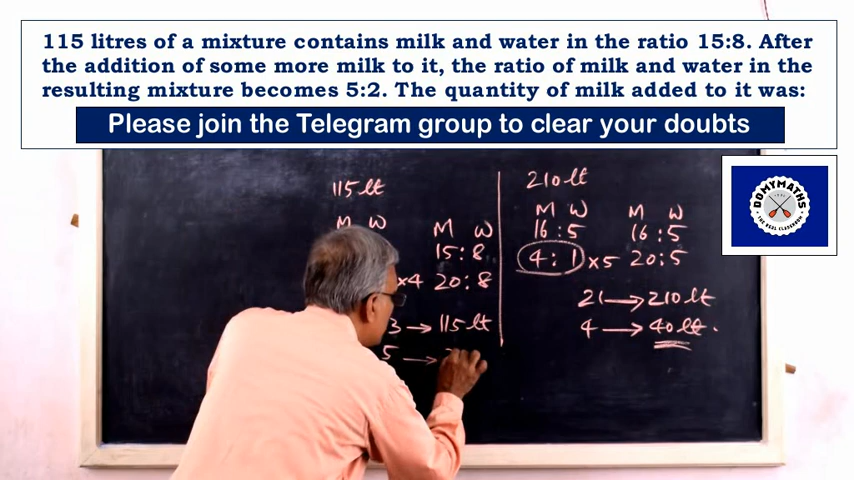 115 litres of a mixture contains milk and water in the ratio 15:8. After
the addition of some more milk to it, the ratio of milk and water in the
resulting mixture becomes 5:2. The quantity of milk added to it was:
Please join the Telegram group to clear your doubts
DOMYMATHS
THE REAL CLASSROOM
115 lt
M W
M W
15:8
×4 20:8
3 → 115 lt
5 →
210 lt
M W
16:5
4:1 ×5
M W
16:5
20:5
21 → 210 lt
4 → 40 lt.